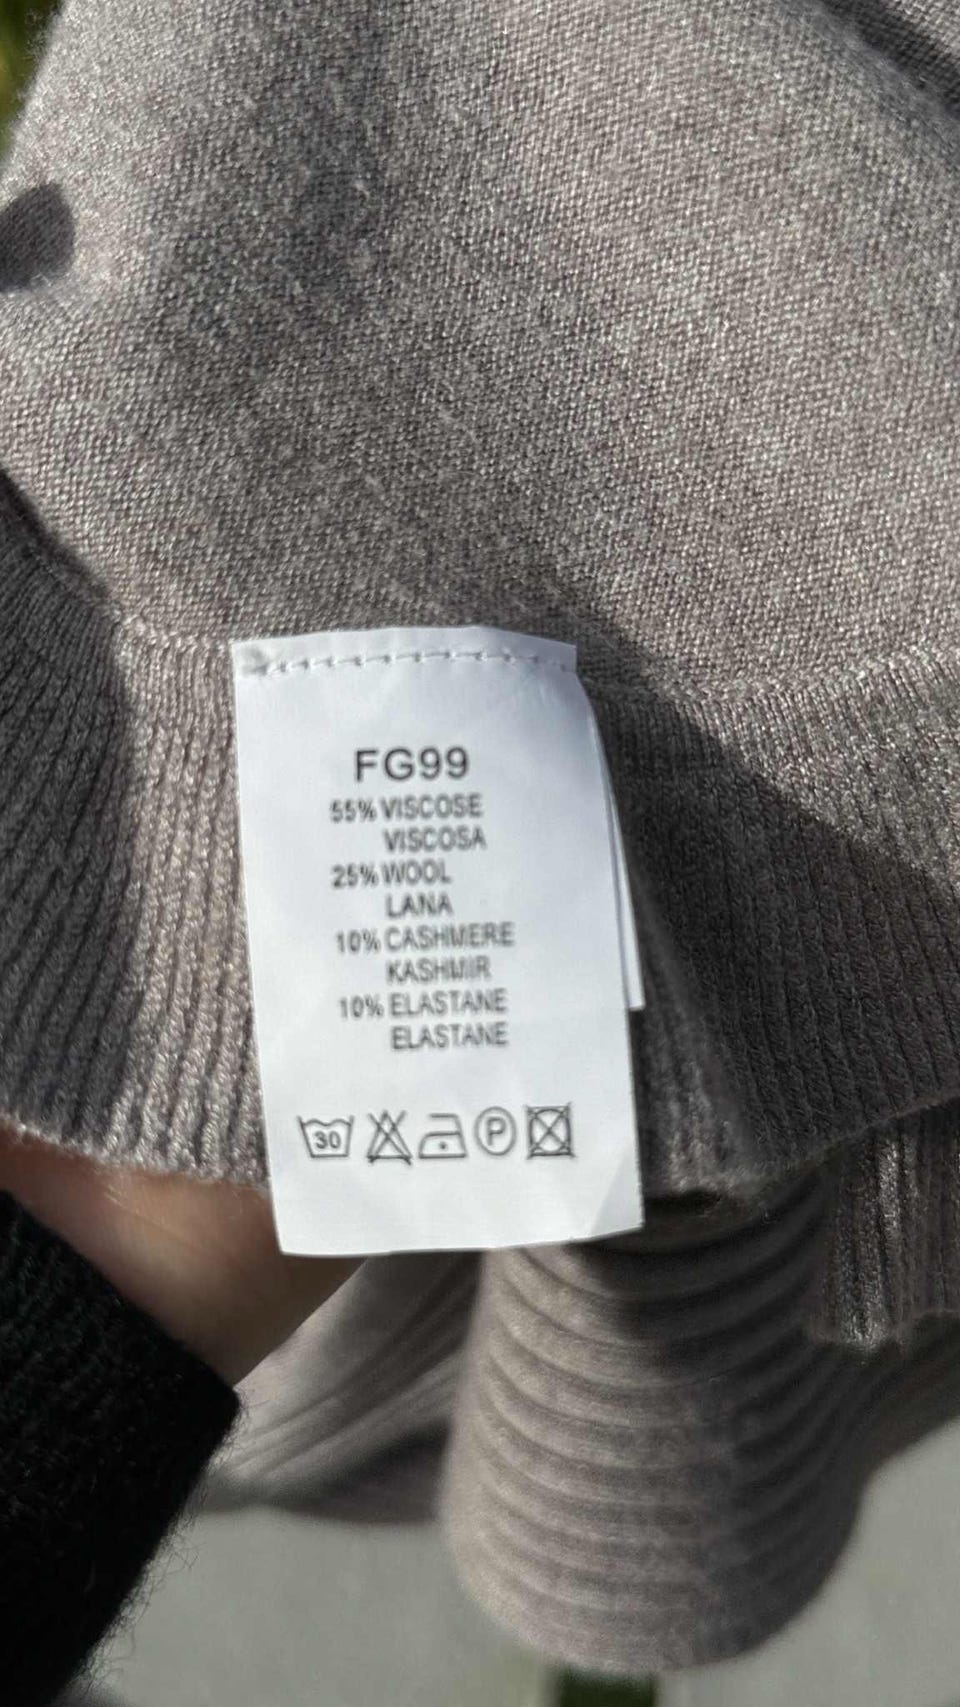 FG99
55% VISCOSE
VISCOSA
25% WOOL
LANA
10% CASHMERE
KASHMIR
10% ELASTANE
ELASTANE
30 P